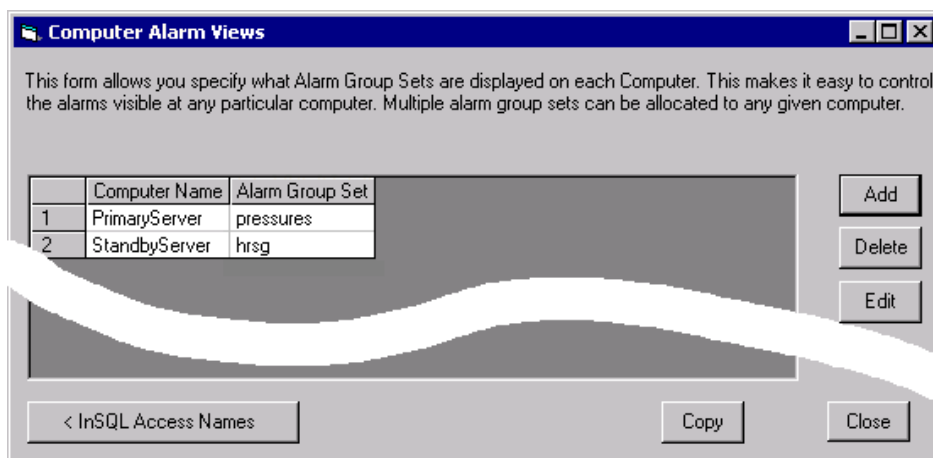 Computer Alarm Views
This form allows you specify what Alarm Group Sets are displayed on each Computer. This makes it easy to control
the alarms visible at any particular computer. Multiple alarm group sets can be allocated to any given computer.
Computer Name Alarm Group Set
1 PrimaryServer pressures
2 StandbyServer hrsg
Add
Delete
Edit
< InSQL Access Names
Copy
Close